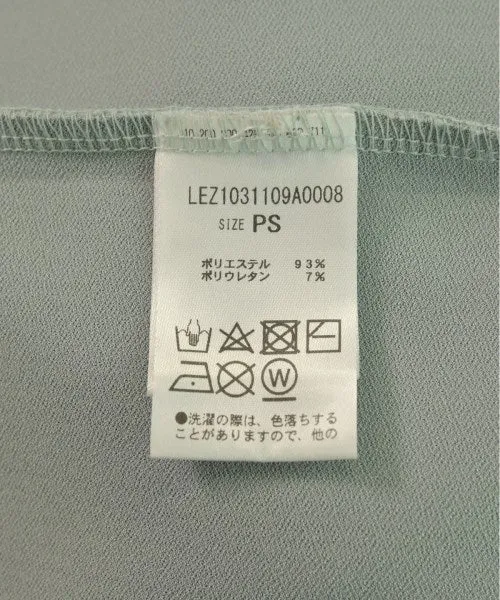 LEZ1031109A0008
SIZE PS
ポリエステル 93%
ポリウレタン 7%
W
●洗濯の際は、色落ちする
ことがありますので、他の